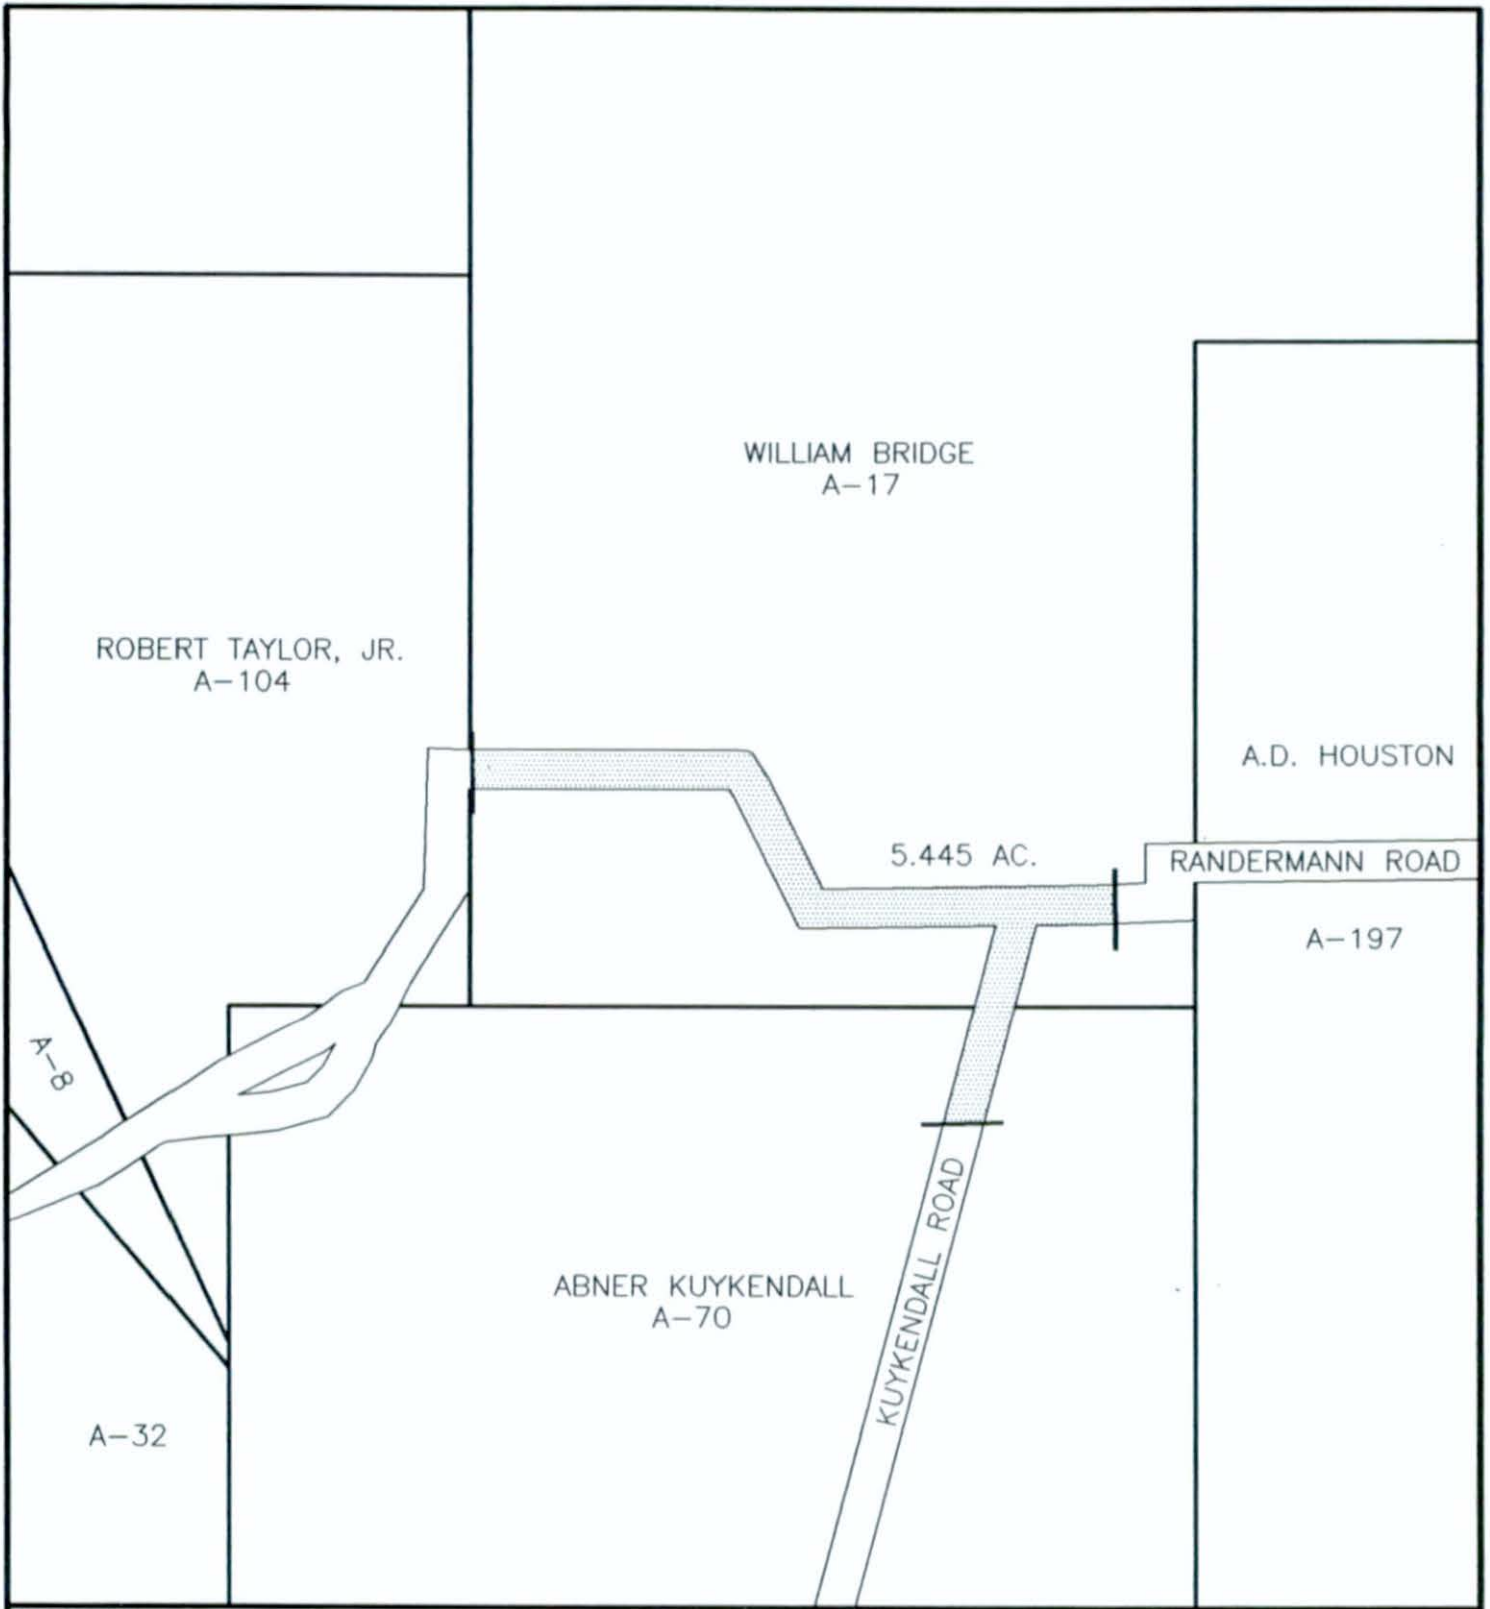 WILLIAM BRIDGE
A-17
ROBERT TAYLOR, JR.
A-104
A.D. HOUSTON
5.445 AC.
RANDERMANN ROAD
A-197
A-8
KUYKENDALL ROAD
ABNER KUYKENDALL
A-70
A-32